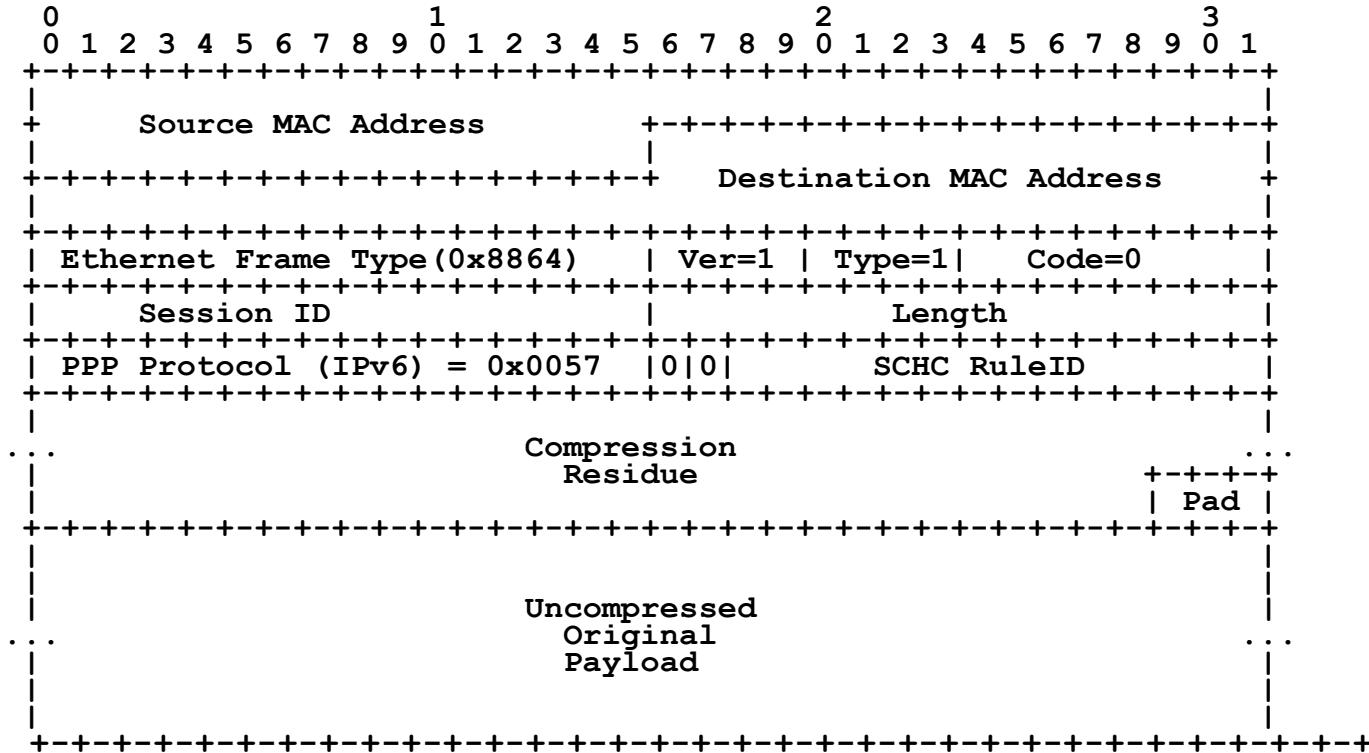 0                   1                   2                   3
 0 1 2 3 4 5 6 7 8 9 0 1 2 3 4 5 6 7 8 9 0 1 2 3 4 5 6 7 8 9 0 1
+-+-+-+-+-+-+-+-+-+-+-+-+-+-+-+-+-+-+-+-+-+-+-+-+-+-+-+-+-+-+-+-+
|                                                               |
+     Source MAC Address        +-+-+-+-+-+-+-+-+-+-+-+-+-+-+-+-+
|                               |                               |
+-+-+-+-+-+-+-+-+-+-+-+-+-+-+-+-+   Destination MAC Address     +
|                                                               |
+-+-+-+-+-+-+-+-+-+-+-+-+-+-+-+-+-+-+-+-+-+-+-+-+-+-+-+-+-+-+-+-+
| Ethernet Frame Type(0x8864)   | Ver=1 | Type=1|   Code=0      |
+-+-+-+-+-+-+-+-+-+-+-+-+-+-+-+-+-+-+-+-+-+-+-+-+-+-+-+-+-+-+-+-+
|     Session ID                |            Length             |
+-+-+-+-+-+-+-+-+-+-+-+-+-+-+-+-+-+-+-+-+-+-+-+-+-+-+-+-+-+-+-+-+
| PPP Protocol (IPv6) = 0x0057  |0|0|       SCHC RuleID         |
+-+-+-+-+-+-+-+-+-+-+-+-+-+-+-+-+-+-+-+-+-+-+-+-+-+-+-+-+-+-+-+-+
|                                                               |
...                      Compression                          ...
|                          Residue                        +-+-+-+
|                                                         | Pad |
+-+-+-+-+-+-+-+-+-+-+-+-+-+-+-+-+-+-+-+-+-+-+-+-+-+-+-+-+-+-+-+-+
|                                                               |
|                                                               |
|                        Uncompressed                           |
...                        Original                           ...
|                          Payload                              |
|                                                               |
|                                                               |
+-+-+-+-+-+-+-+-+-+-+-+-+-+-+-+-+-+-+-+-+-+-+-+-+-+-+-+-+-+-+-+-+-+-+-+